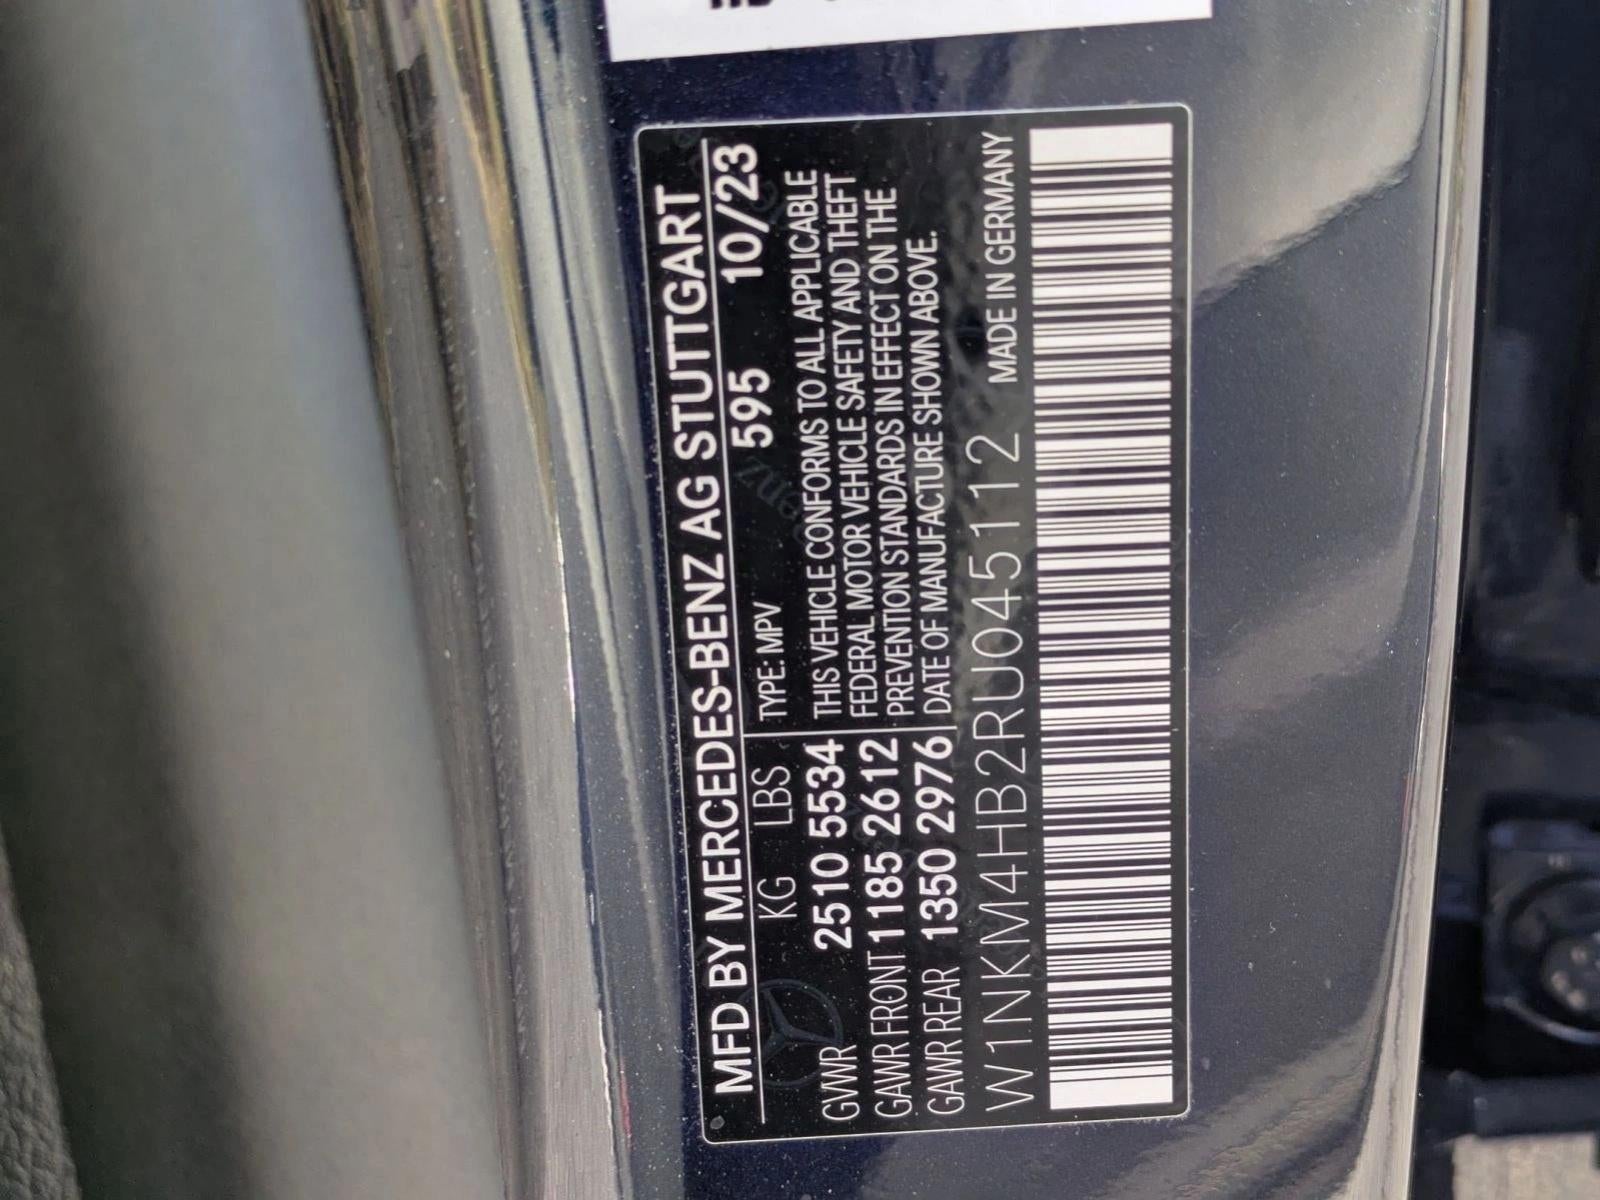 MFD BY MERCEDES-BENZ AG STUTTGART
KG LBS TYPE: MPV 595 10/23
GVWR 2510 5534 THIS VEHICLE CONFORMS TO ALL APPLICABLE
GAWR FRONT 1185 2612 FEDERAL MOTOR VEHICLE SAFETY AND THEFT
PREVENTION STANDARDS IN EFFECT ON THE
GAWR REAR 1350 2976 DATE OF MANUFACTURE SHOWN ABOVE.
W1NKM4HB2RU045112 MADE IN GERMANY